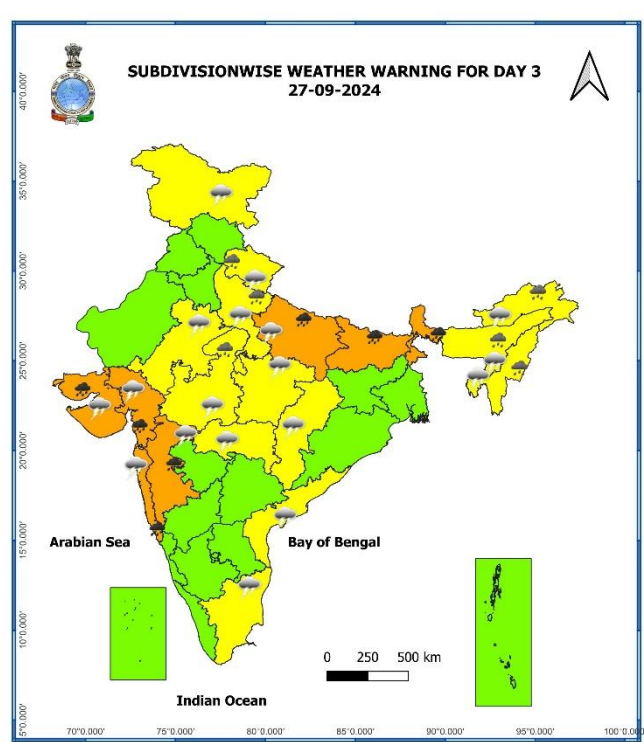 SUBDIVISIONWISE WEATHER WARNING FOR DAY 3
27-09-2024
40°0.000'
35°0.000'
30°0.000'
25°0.000'
20°0.000'
15°0.000'
10°0.000'
5°0.000'
Arabian Sea
Bay of Bengal
0 250 500 km
Indian Ocean
70°0.000' 75°0.000' 80°0.000' 85°0.000' 90°0.000' 95°0.000' 100°0.0